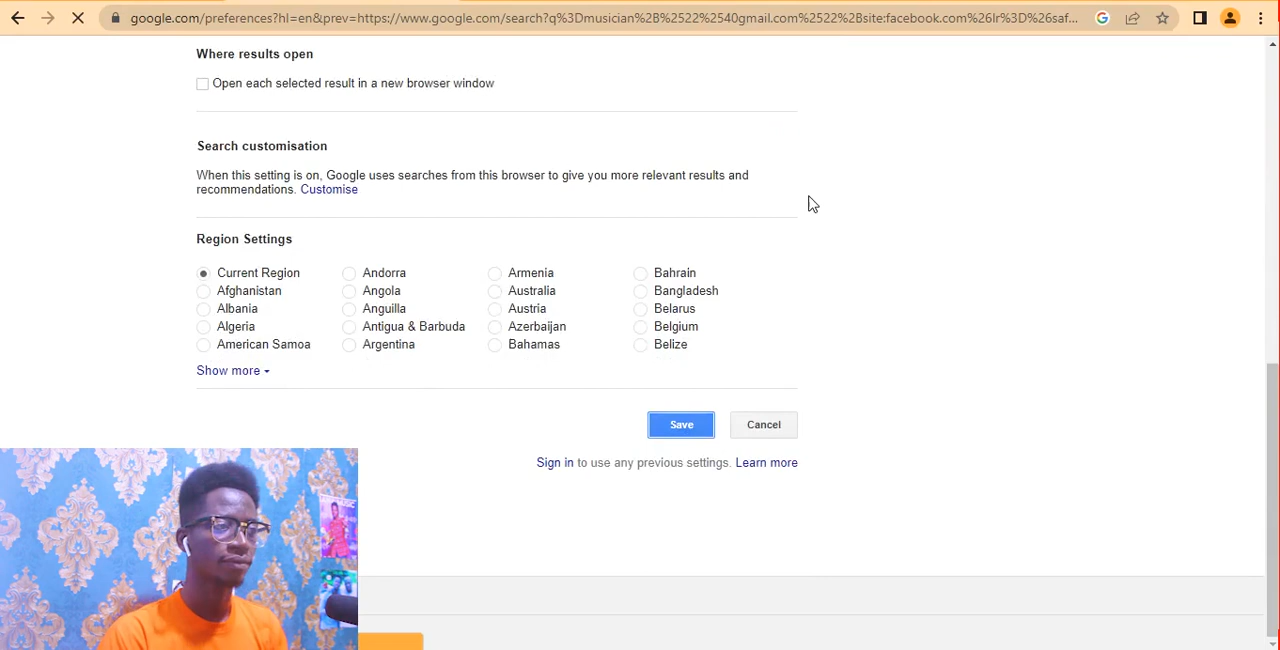 google.com/preferences?hl=en&prev=https://www.google.com/search?q%3Dmusician%2B%2522%2540gmail.com%2522%2Bsite:facebook.com%26lr%3D%26saf...
Where results open
Open each selected result in a new browser window
Search customisation
When this setting is on, Google uses searches from this browser to give you more relevant results and
recommendations. Customise
Region Settings
Current Region Andorra Armenia Bahrain
Afghanistan Angola Australia Bangladesh
Albania Anguilla Austria Belarus
Algeria Antigua & Barbuda Azerbaijan Belgium
American Samoa Argentina Bahamas Belize
Show more
Save Cancel
Sign in to use any previous settings. Learn more